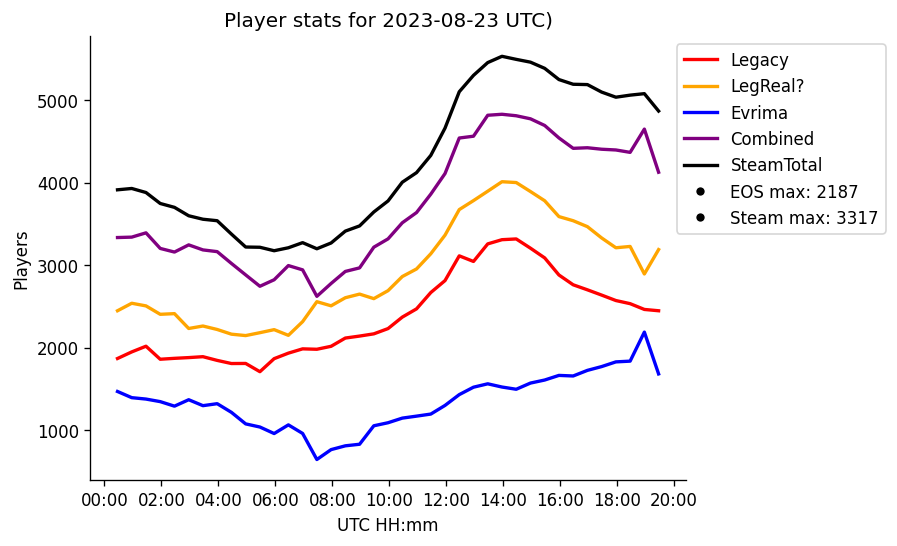 Player stats for 2023-08-23 UTC)
Legacy
LegReal?
Evrima
Combined
SteamTotal
EOS max: 2187
Steam max: 3317
Players
5000
4000
3000
2000
1000
00:00 02:00 04:00 06:00 08:00 10:00 12:00 14:00 16:00 18:00 20:00
UTC HH:mm